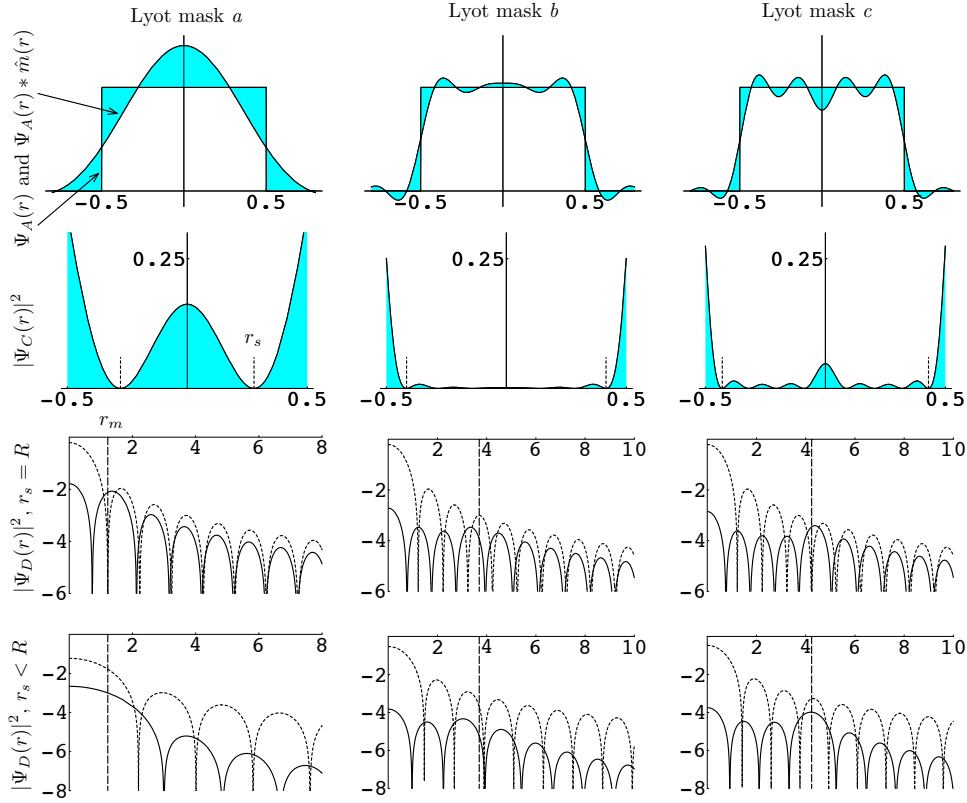 Lyot mask a
Lyot mask b
Lyot mask c
Ψ_A(r) and Ψ_A(r) ∗ m̂(r)
−0.5 0.5
−0.5 0.5
−0.5 0.5
|Ψ_C(r)|²
0.25
r_s
−0.5 0.5
0.25
−0.5 0.5
0.25
−0.5 0.5
|Ψ_D(r)|², r_s = R
r_m
2 4 6 8
−2
−4
−6
2 4 6 8 10
−2
−4
−6
2 4 6 8 10
−2
−4
−6
|Ψ_D(r)|², r_s < R
2 4 6 8
−2
−4
−6
−8
2 4 6 8 10
−2
−4
−6
−8
2 4 6 8 10
−2
−4
−6
−8